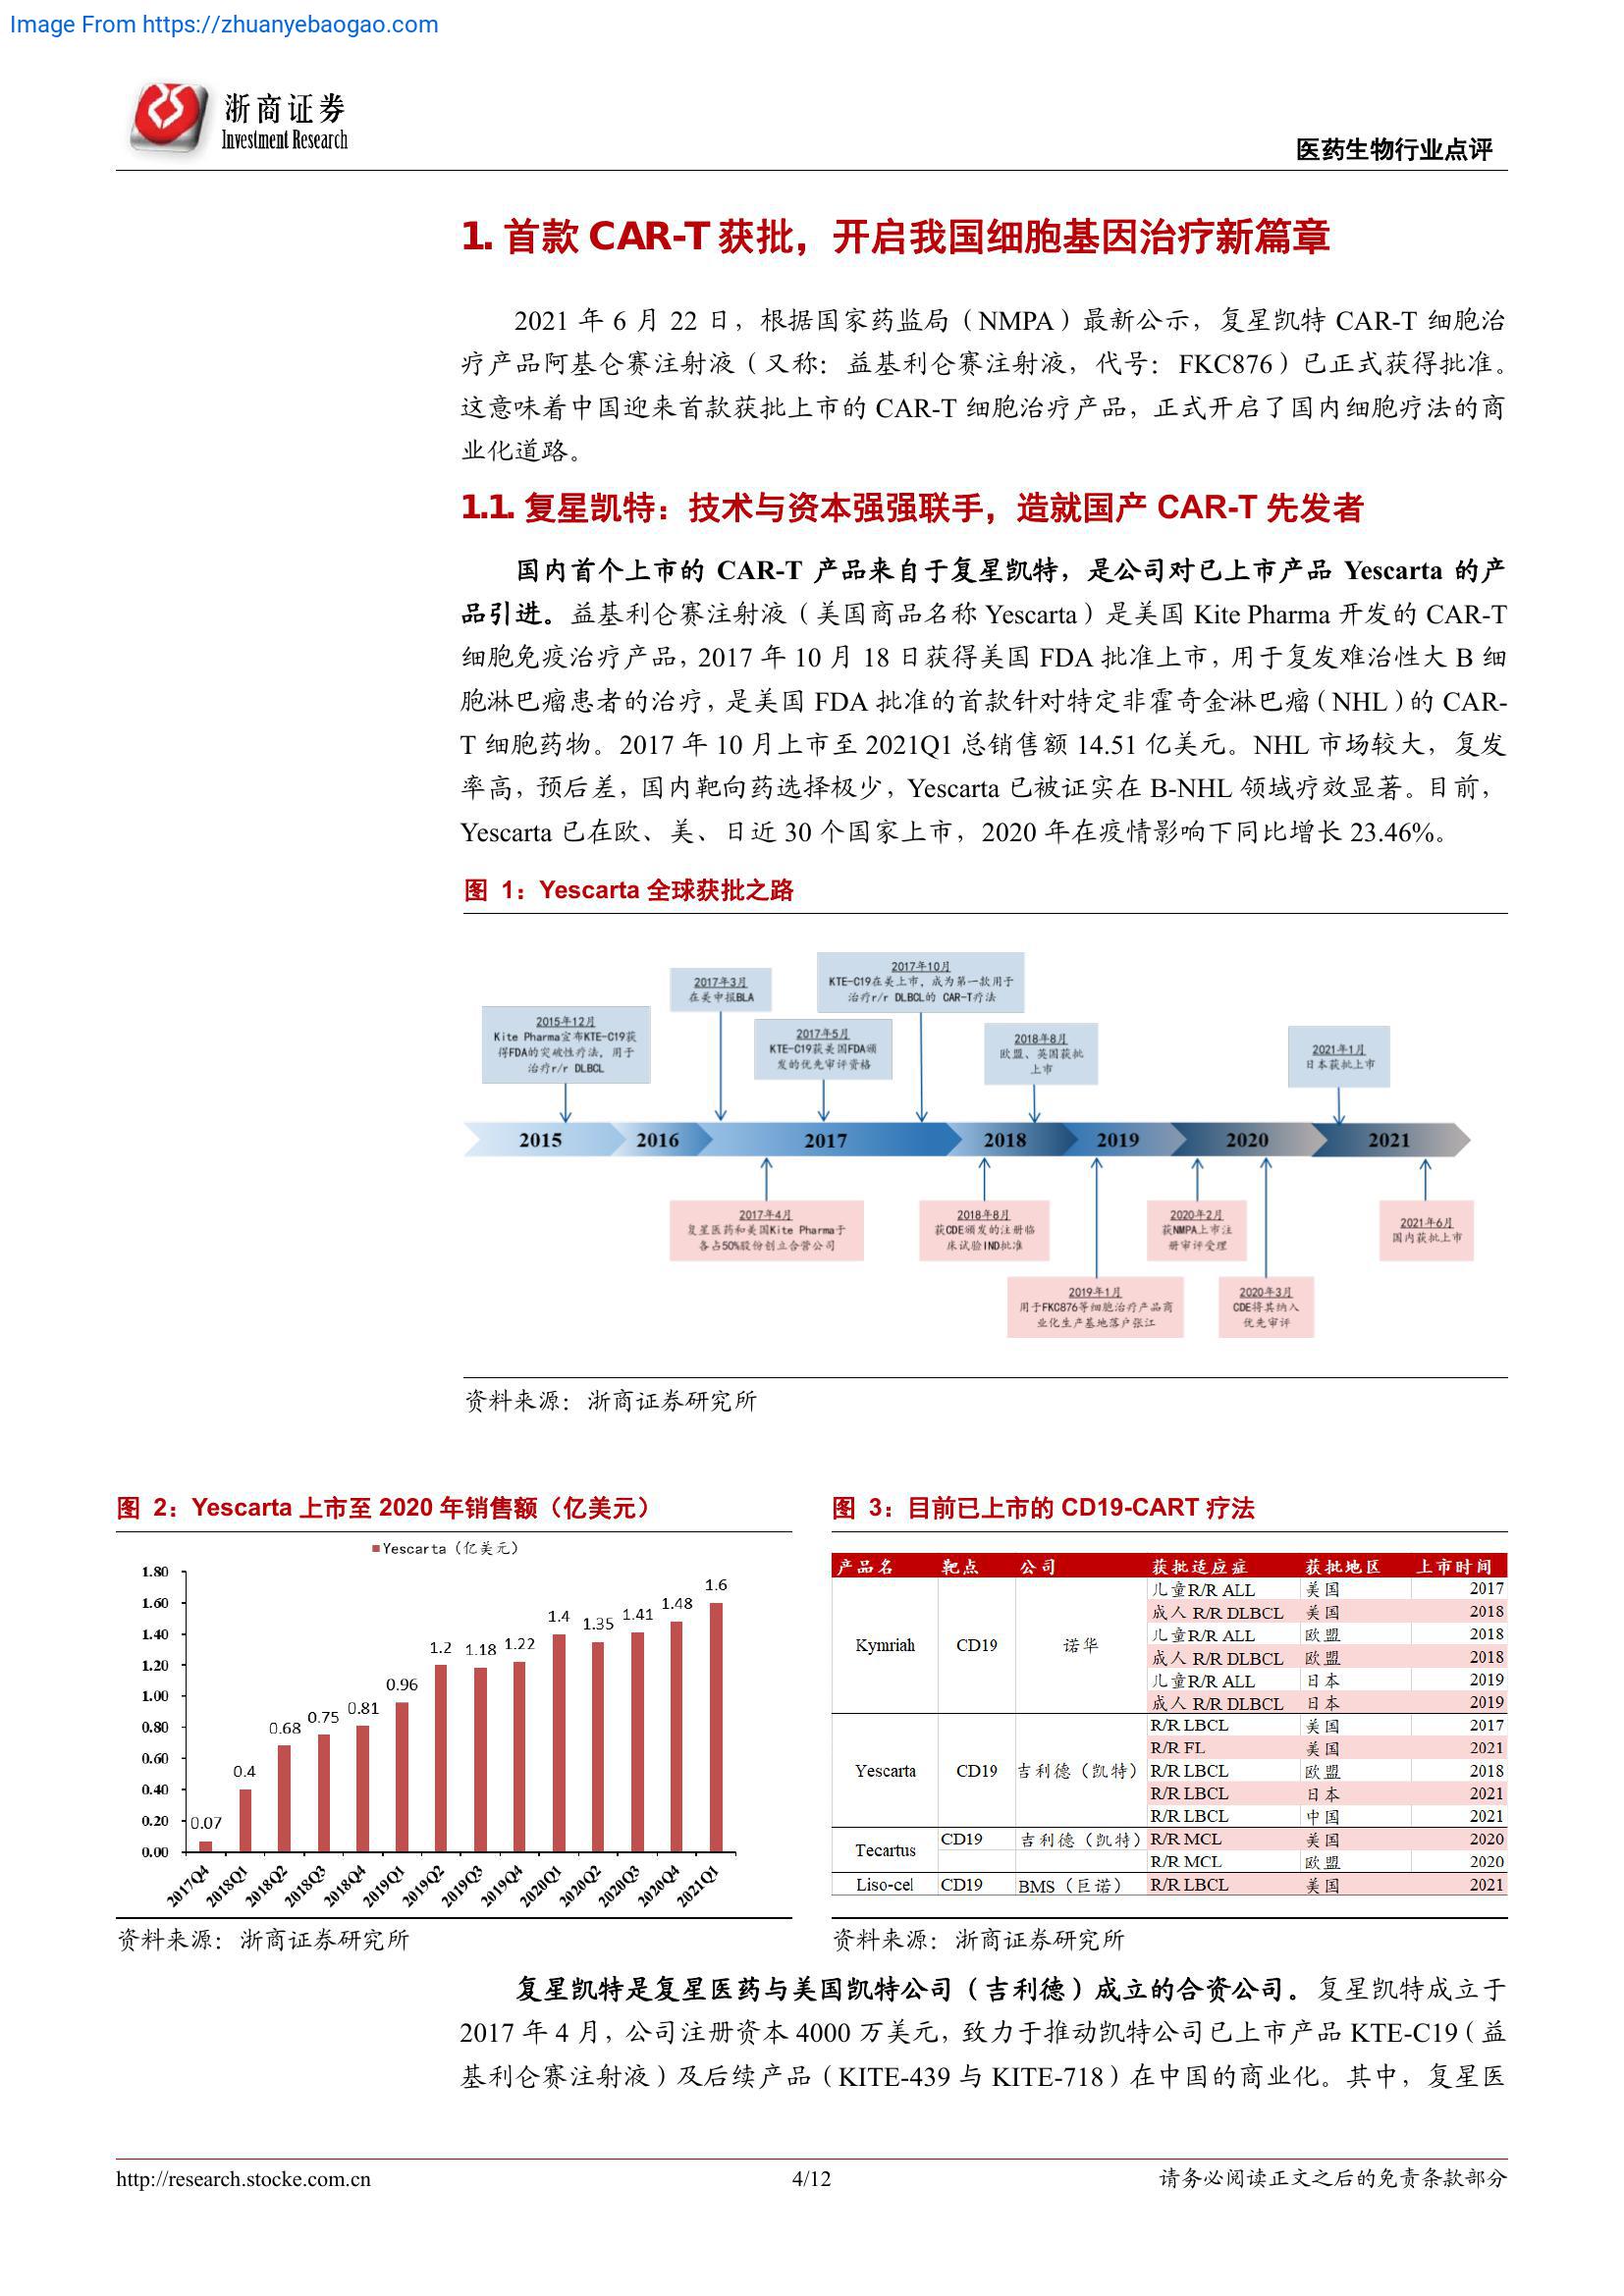 Image From https://zhuanyebaogao.com
浙商证券
Investment Research
医药生物行业点评
1. 首款 CAR-T 获批，开启我国细胞基因治疗新篇章
2021 年 6 月 22 日，根据国家药监局（NMPA）最新公示，复星凯特 CAR-T 细胞治
疗产品阿基仑赛注射液（又称：益基利仑赛注射液，代号：FKC876）已正式获得批准。
这意味着中国迎来首款获批上市的 CAR-T 细胞治疗产品，正式开启了国内细胞疗法的商
业化道路。
1.1. 复星凯特：技术与资本强强联手，造就国产 CAR-T 先发者
国内首个上市的 CAR-T 产品来自于复星凯特，是公司对已上市产品 Yescarta 的产
品引进。益基利仑赛注射液（美国商品名称 Yescarta）是美国 Kite Pharma 开发的 CAR-T
细胞免疫治疗产品，2017 年 10 月 18 日获得美国 FDA 批准上市，用于复发难治性大 B 细
胞淋巴瘤患者的治疗，是美国 FDA 批准的首款针对特定非霍奇金淋巴瘤（NHL）的 CAR-
T 细胞药物。2017 年 10 月上市至 2021Q1 总销售额 14.51 亿美元。NHL 市场较大，复发
率高，预后差，国内靶向药选择极少，Yescarta 已被证实在 B-NHL 领域疗效显著。目前，
Yescarta 已在欧、美、日近 30 个国家上市，2020 年在疫情影响下同比增长 23.46%。
图 1：Yescarta 全球获批之路
2015年12月
Kite Pharma宣布KTE-C19获
得FDA的突破性疗法，用于
治疗r/r DLBCL
2017年3月
在美申报BLA
2017年5月
KTE-C19获美国FDA颁
发的优先审评资格
2017年10月
KTE-C19在美上市，成为第一款用于
治疗r/r DLBCL的 CAR-T疗法
2018年8月
欧盟、英国获批
上市
2021年1月
日本获批上市
2015 2016 2017 2018 2019 2020 2021
2017年4月
复星医药和美国Kite Pharma于
各占50%股份创立合营公司
2018年8月
获CDE颁发的注册临
床试验IND批准
2019年1月
用于FKC876等细胞治疗产品商
业化生产基地落户张江
2020年2月
获NMPA上市注
册审评受理
2020年3月
CDE将其纳入
优先审评
2021年6月
国内获批上市
资料来源：浙商证券研究所
图 2：Yescarta 上市至 2020 年销售额（亿美元）
Yescarta（亿美元）
1.80
1.60
1.40
1.20
1.00
0.80
0.60
0.40
0.20
0.00
0.07 0.4 0.68 0.75 0.81 0.96 1.2 1.18 1.22 1.4 1.35 1.41 1.48 1.6
2017Q4 2018Q1 2018Q2 2018Q3 2018Q4 2019Q1 2019Q2 2019Q3 2019Q4 2020Q1 2020Q2 2020Q3 2020Q4 2021Q1
资料来源：浙商证券研究所
图 3：目前已上市的 CD19-CART 疗法
产品名 靶点 公司 获批适应症 获批地区 上市时间
Kymriah CD19 诺华 儿童R/R ALL 美国 2017
成人 R/R DLBCL 美国 2018
儿童R/R ALL 欧盟 2018
成人 R/R DLBCL 欧盟 2018
儿童R/R ALL 日本 2019
成人 R/R DLBCL 日本 2019
Yescarta CD19 吉利德（凯特） R/R LBCL 美国 2017
R/R FL 美国 2021
R/R LBCL 欧盟 2018
R/R LBCL 日本 2021
R/R LBCL 中国 2021
Tecartus CD19 吉利德（凯特） R/R MCL 美国 2020
R/R MCL 欧盟 2020
Liso-cel CD19 BMS（巨诺） R/R LBCL 美国 2021
资料来源：浙商证券研究所
复星凯特是复星医药与美国凯特公司（吉利德）成立的合资公司。复星凯特成立于
2017 年 4 月，公司注册资本 4000 万美元，致力于推动凯特公司已上市产品 KTE-C19（益
基利仑赛注射液）及后续产品（KITE-439 与 KITE-718）在中国的商业化。其中，复星医
http://research.stocke.com.cn
4/12
请务必阅读正文之后的免责条款部分